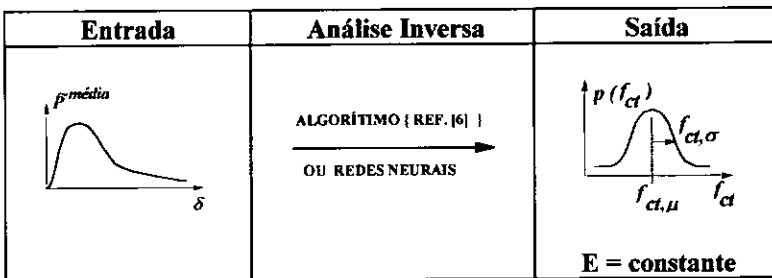 Entrada
Análise Inversa
Saída
P̃ média
δ
ALGORÍTIMO { REF. [6] }
OU REDES NEURAIS
p (f_ct)
f_ct,σ
f_ct,μ
f_ct
E = constante